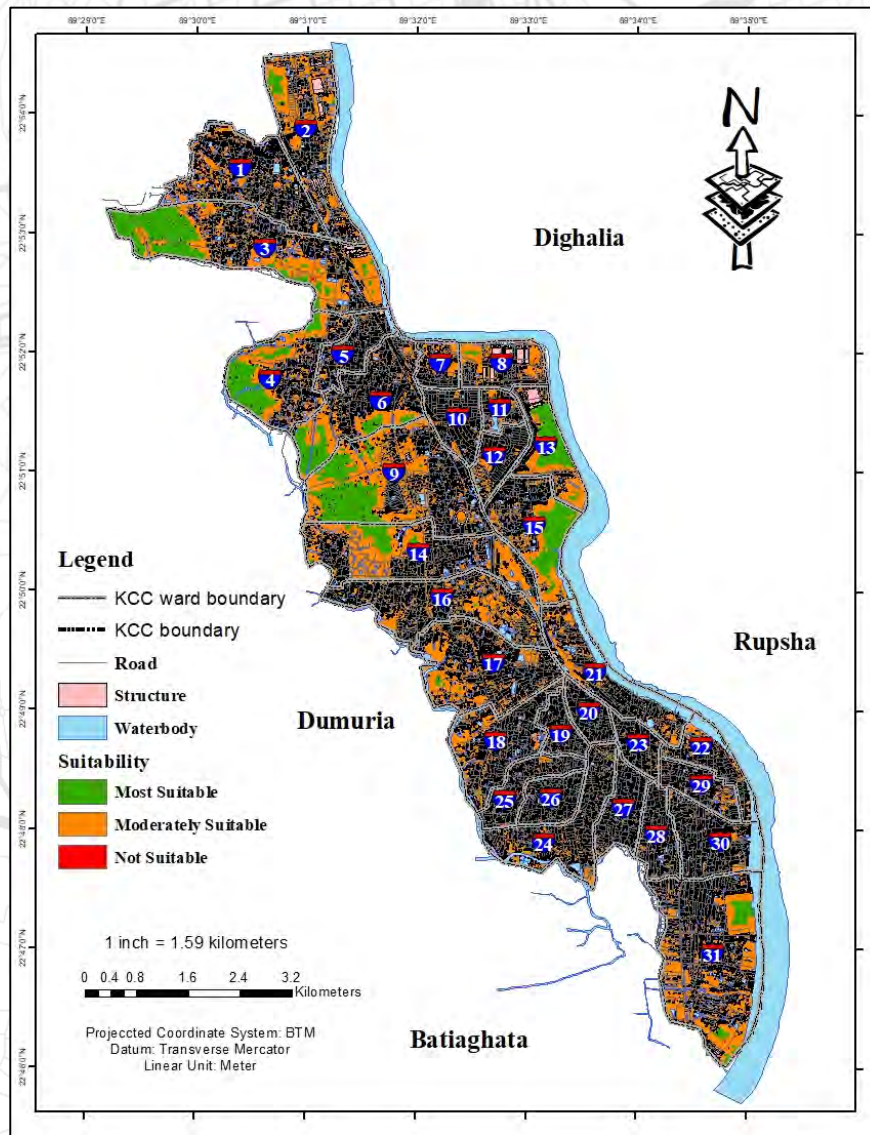 89°29'0"E 89°30'0"E 89°31'0"E 89°32'0"E 89°33'0"E 89°34'0"E 89°35'0"E
22°54'0"N
22°53'0"N
22°52'0"N
22°51'0"N
22°50'0"N
22°49'0"N
22°48'0"N
22°47'0"N
22°46'0"N
N
Dighalia
Rupsha
Dumuria
Batiaghata
2
1
3
5
7
8
4
6
11
10
13
12
9
15
14
16
17
21
20
19
18
23
22
29
25
26
27
28
30
24
31
Legend
KCC ward boundary
KCC boundary
Road
Structure
Waterbody
Suitability
Most Suitable
Moderately Suitable
Not Suitable
1 inch = 1.59 kilometers
0 0.4 0.8 1.6 2.4 3.2
Kilometers
Projeccted Coordinate System: BTM
Datum: Transverse Mercator
Linear Unit: Meter